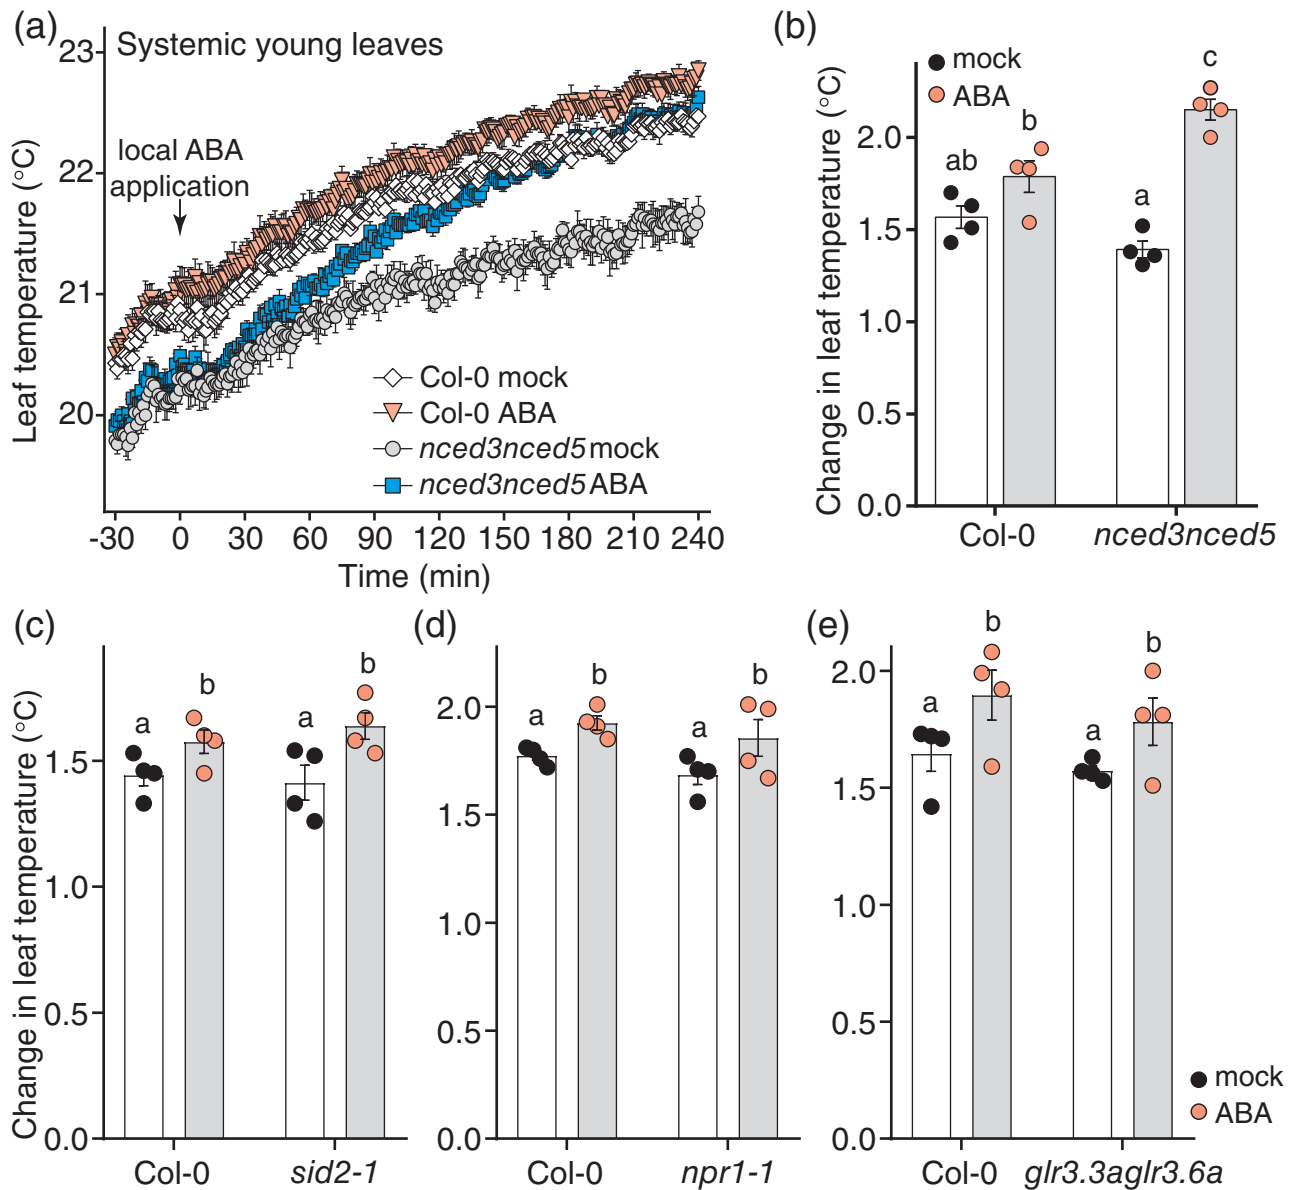 (a)
Systemic young leaves
23
22
21
20
Leaf temperature (°C)
local ABA
application
Col-0 mock
Col-0 ABA
nced3nced5 mock
nced3nced5 ABA
-30 0 30 60 90 120 150 180 210 240
Time (min)
(b)
mock
ABA
Change in leaf temperature (°C)
2.0
1.5
1.0
0.5
0.0
ab
b
a
c
Col-0 nced3nced5
(c)
Change in leaf temperature (°C)
1.5
1.0
0.5
0.0
a
b
a
b
Col-0 sid2-1
(d)
2.0
1.5
1.0
0.5
0.0
a
b
a
b
Col-0 npr1-1
(e)
2.0
1.5
1.0
0.5
0.0
a
b
a
b
Col-0 glr3.3aglr3.6a
mock
ABA